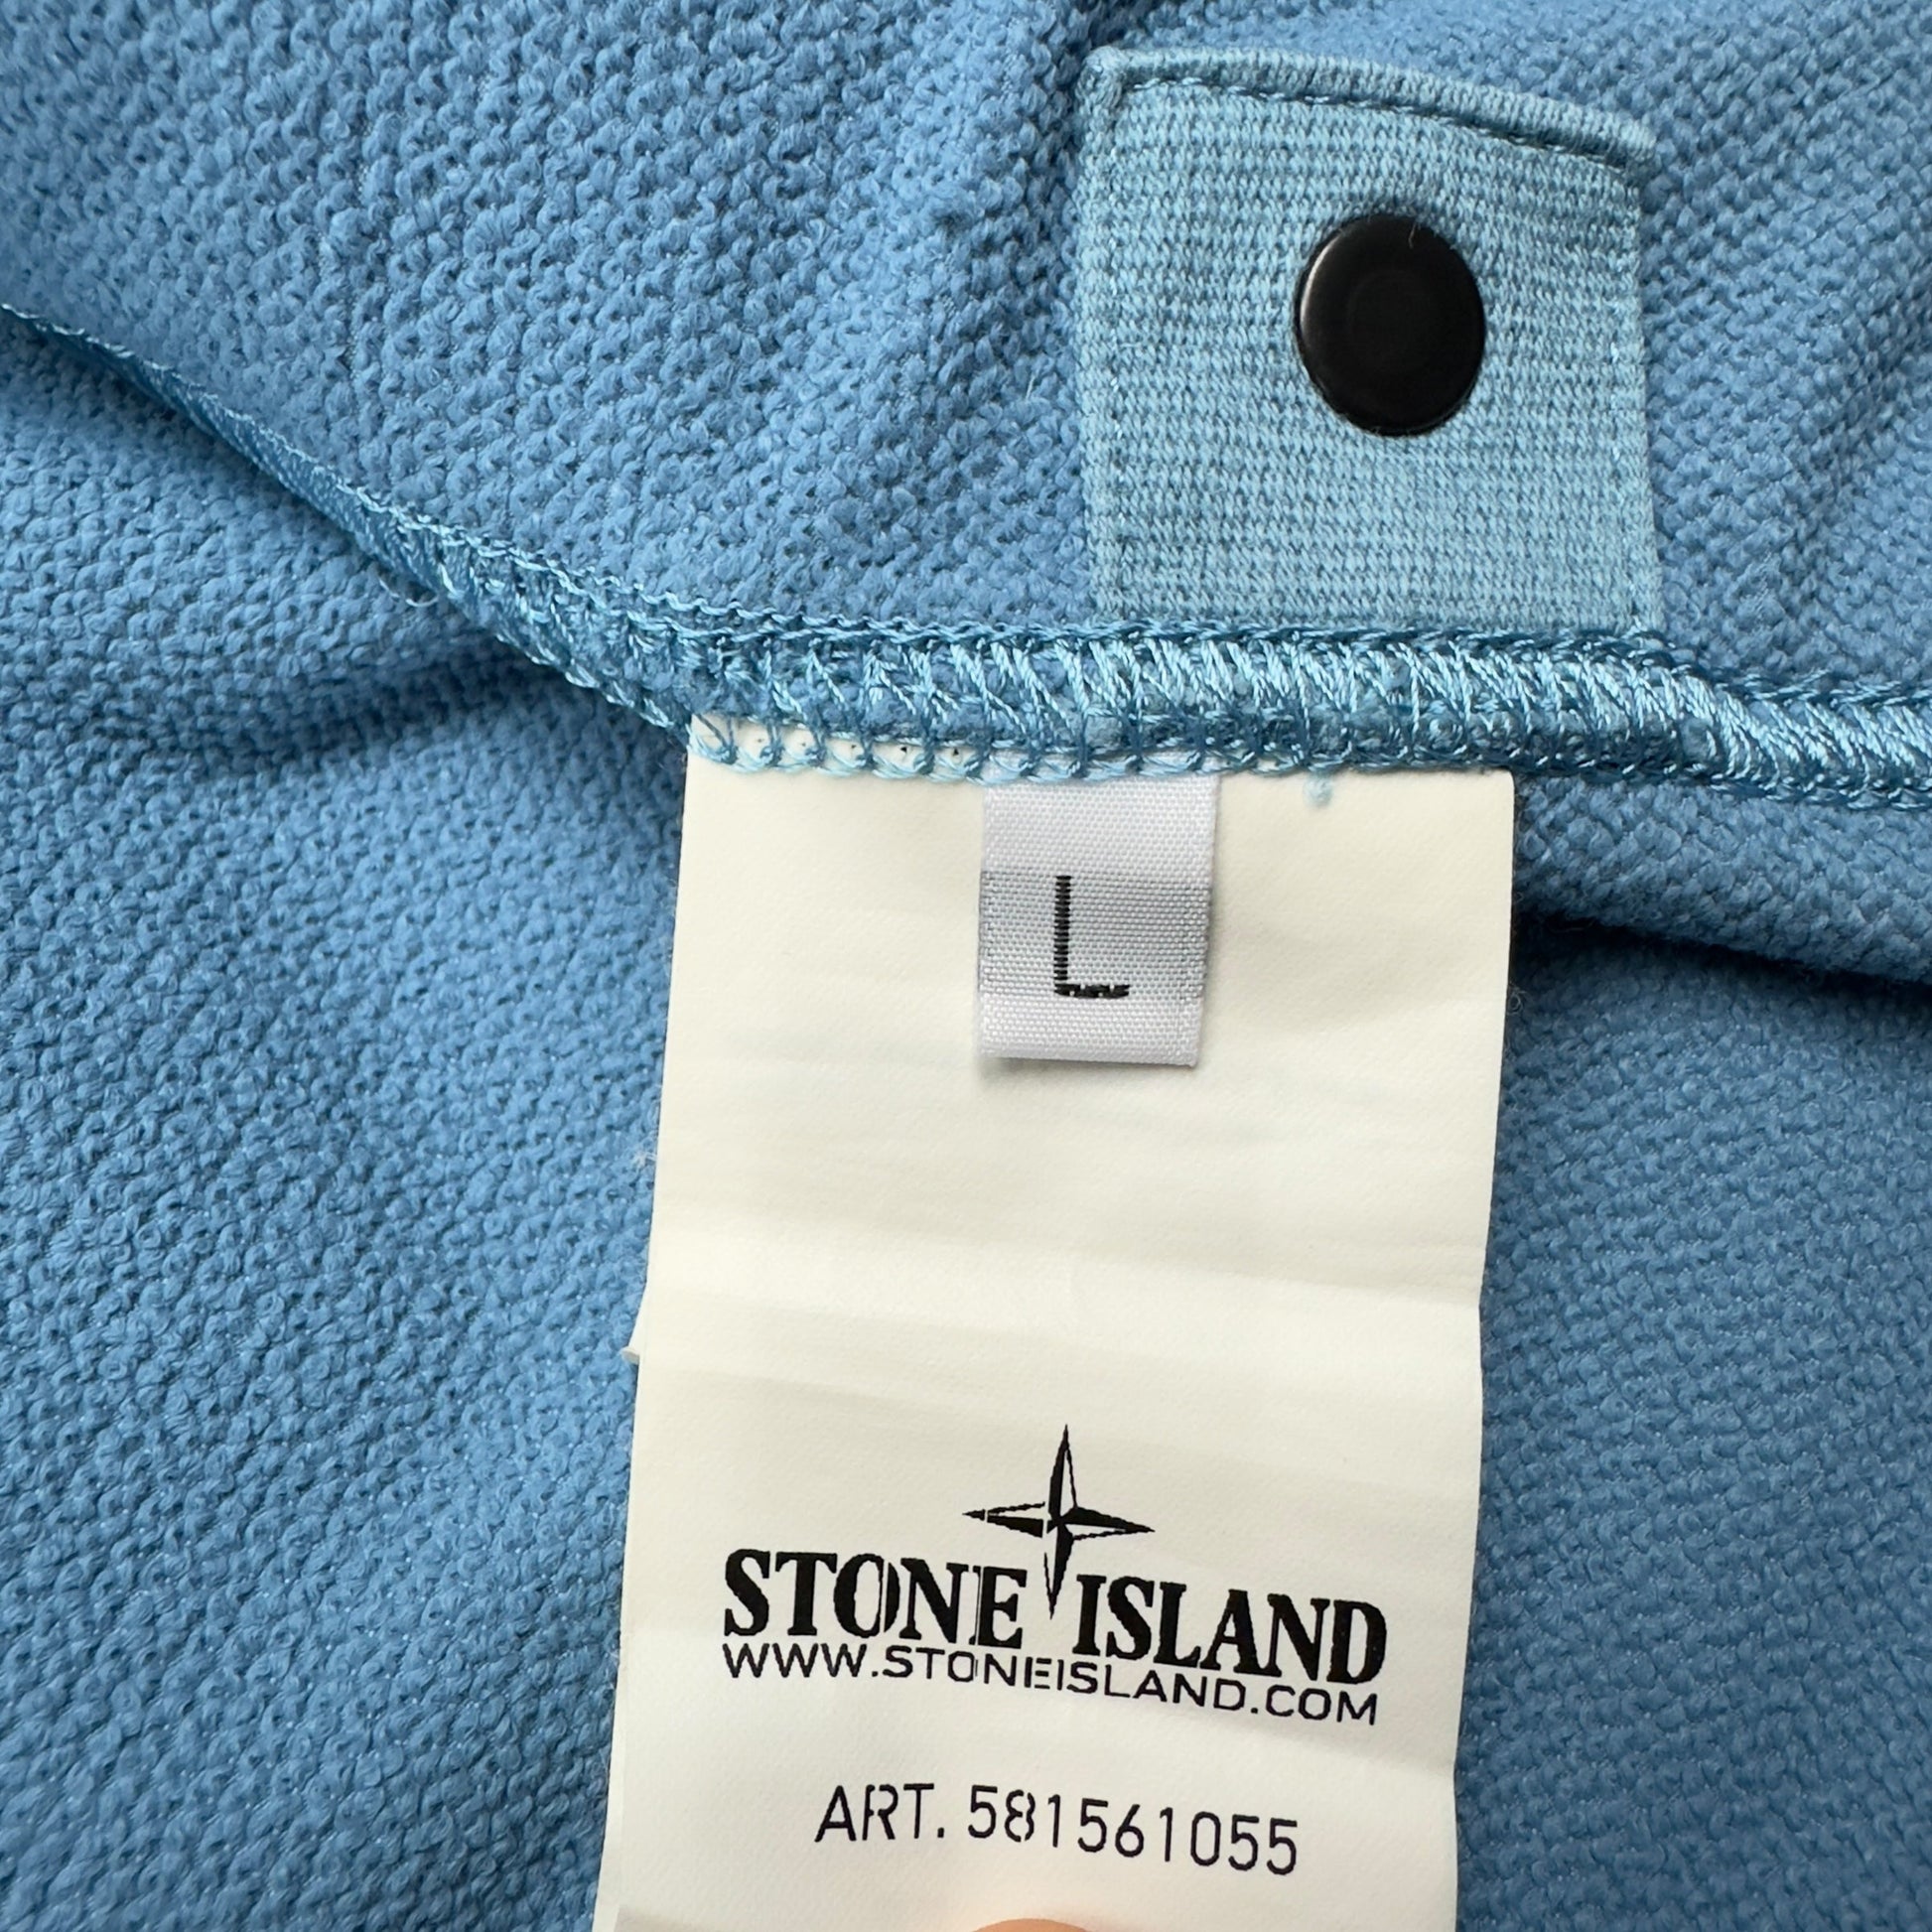 L
STONE ISLAND
WWW.STONEISLAND.COM
ART. 581561055